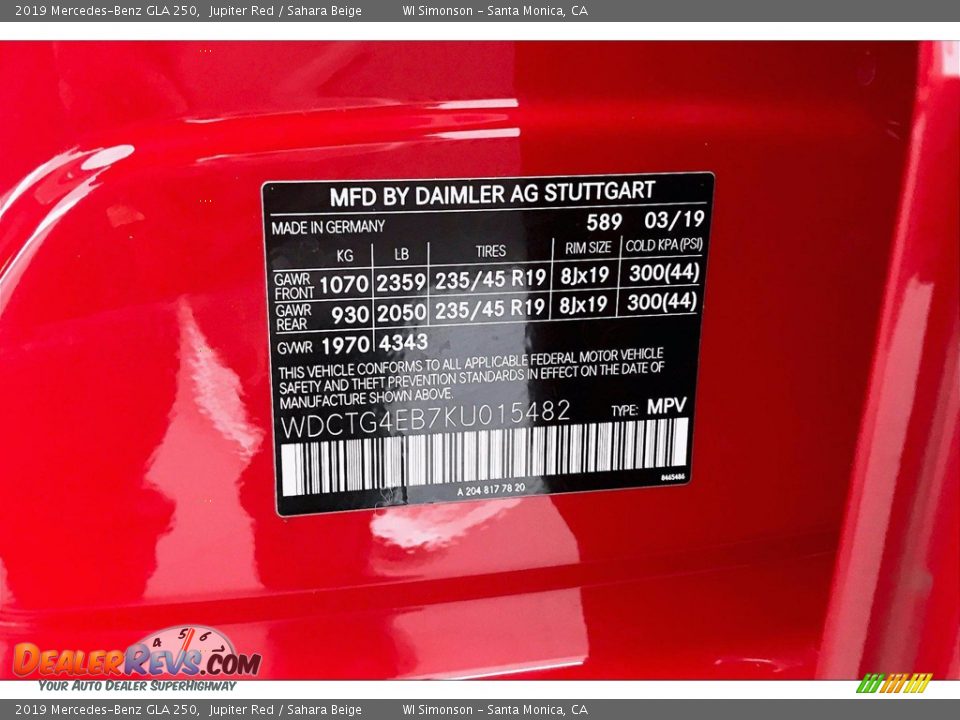 2019 Mercedes-Benz GLA 250, Jupiter Red / Sahara Beige WI Simonson - Santa Monica, CA
MFD BY DAIMLER AG STUTTGART
MADE IN GERMANY 589 03/19
KG LB TIRES RIM SIZE COLD KPA (PSI)
GAWR FRONT 1070 2359 235/45 R19 8Jx19 300(44)
GAWR REAR 930 2050 235/45 R19 8Jx19 300(44)
GVWR 1970 4343
THIS VEHICLE CONFORMS TO ALL APPLICABLE FEDERAL MOTOR VEHICLE
SAFETY AND THEFT PREVENTION STANDARDS IN EFFECT ON THE DATE OF
MANUFACTURE SHOWN ABOVE.
WDCTG4EB7KU015482 TYPE: MPV
A 204 817 78 20 8465486
4 5 6
DEALERREVS.COM
YOUR AUTO DEALER SUPERHIGHWAY
2019 Mercedes-Benz GLA 250, Jupiter Red / Sahara Beige WI Simonson - Santa Monica, CA